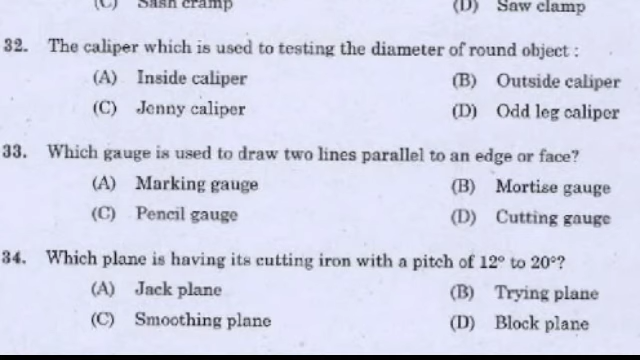 (C) Sash cramp (D) Saw clamp
32. The caliper which is used to testing the diameter of round object :
(A) Inside caliper (B) Outside caliper
(C) Jenny caliper (D) Odd leg caliper
33. Which gauge is used to draw two lines parallel to an edge or face?
(A) Marking gauge (B) Mortise gauge
(C) Pencil gauge (D) Cutting gauge
34. Which plane is having its cutting iron with a pitch of 12° to 20°?
(A) Jack plane (B) Trying plane
(C) Smoothing plane (D) Block plane